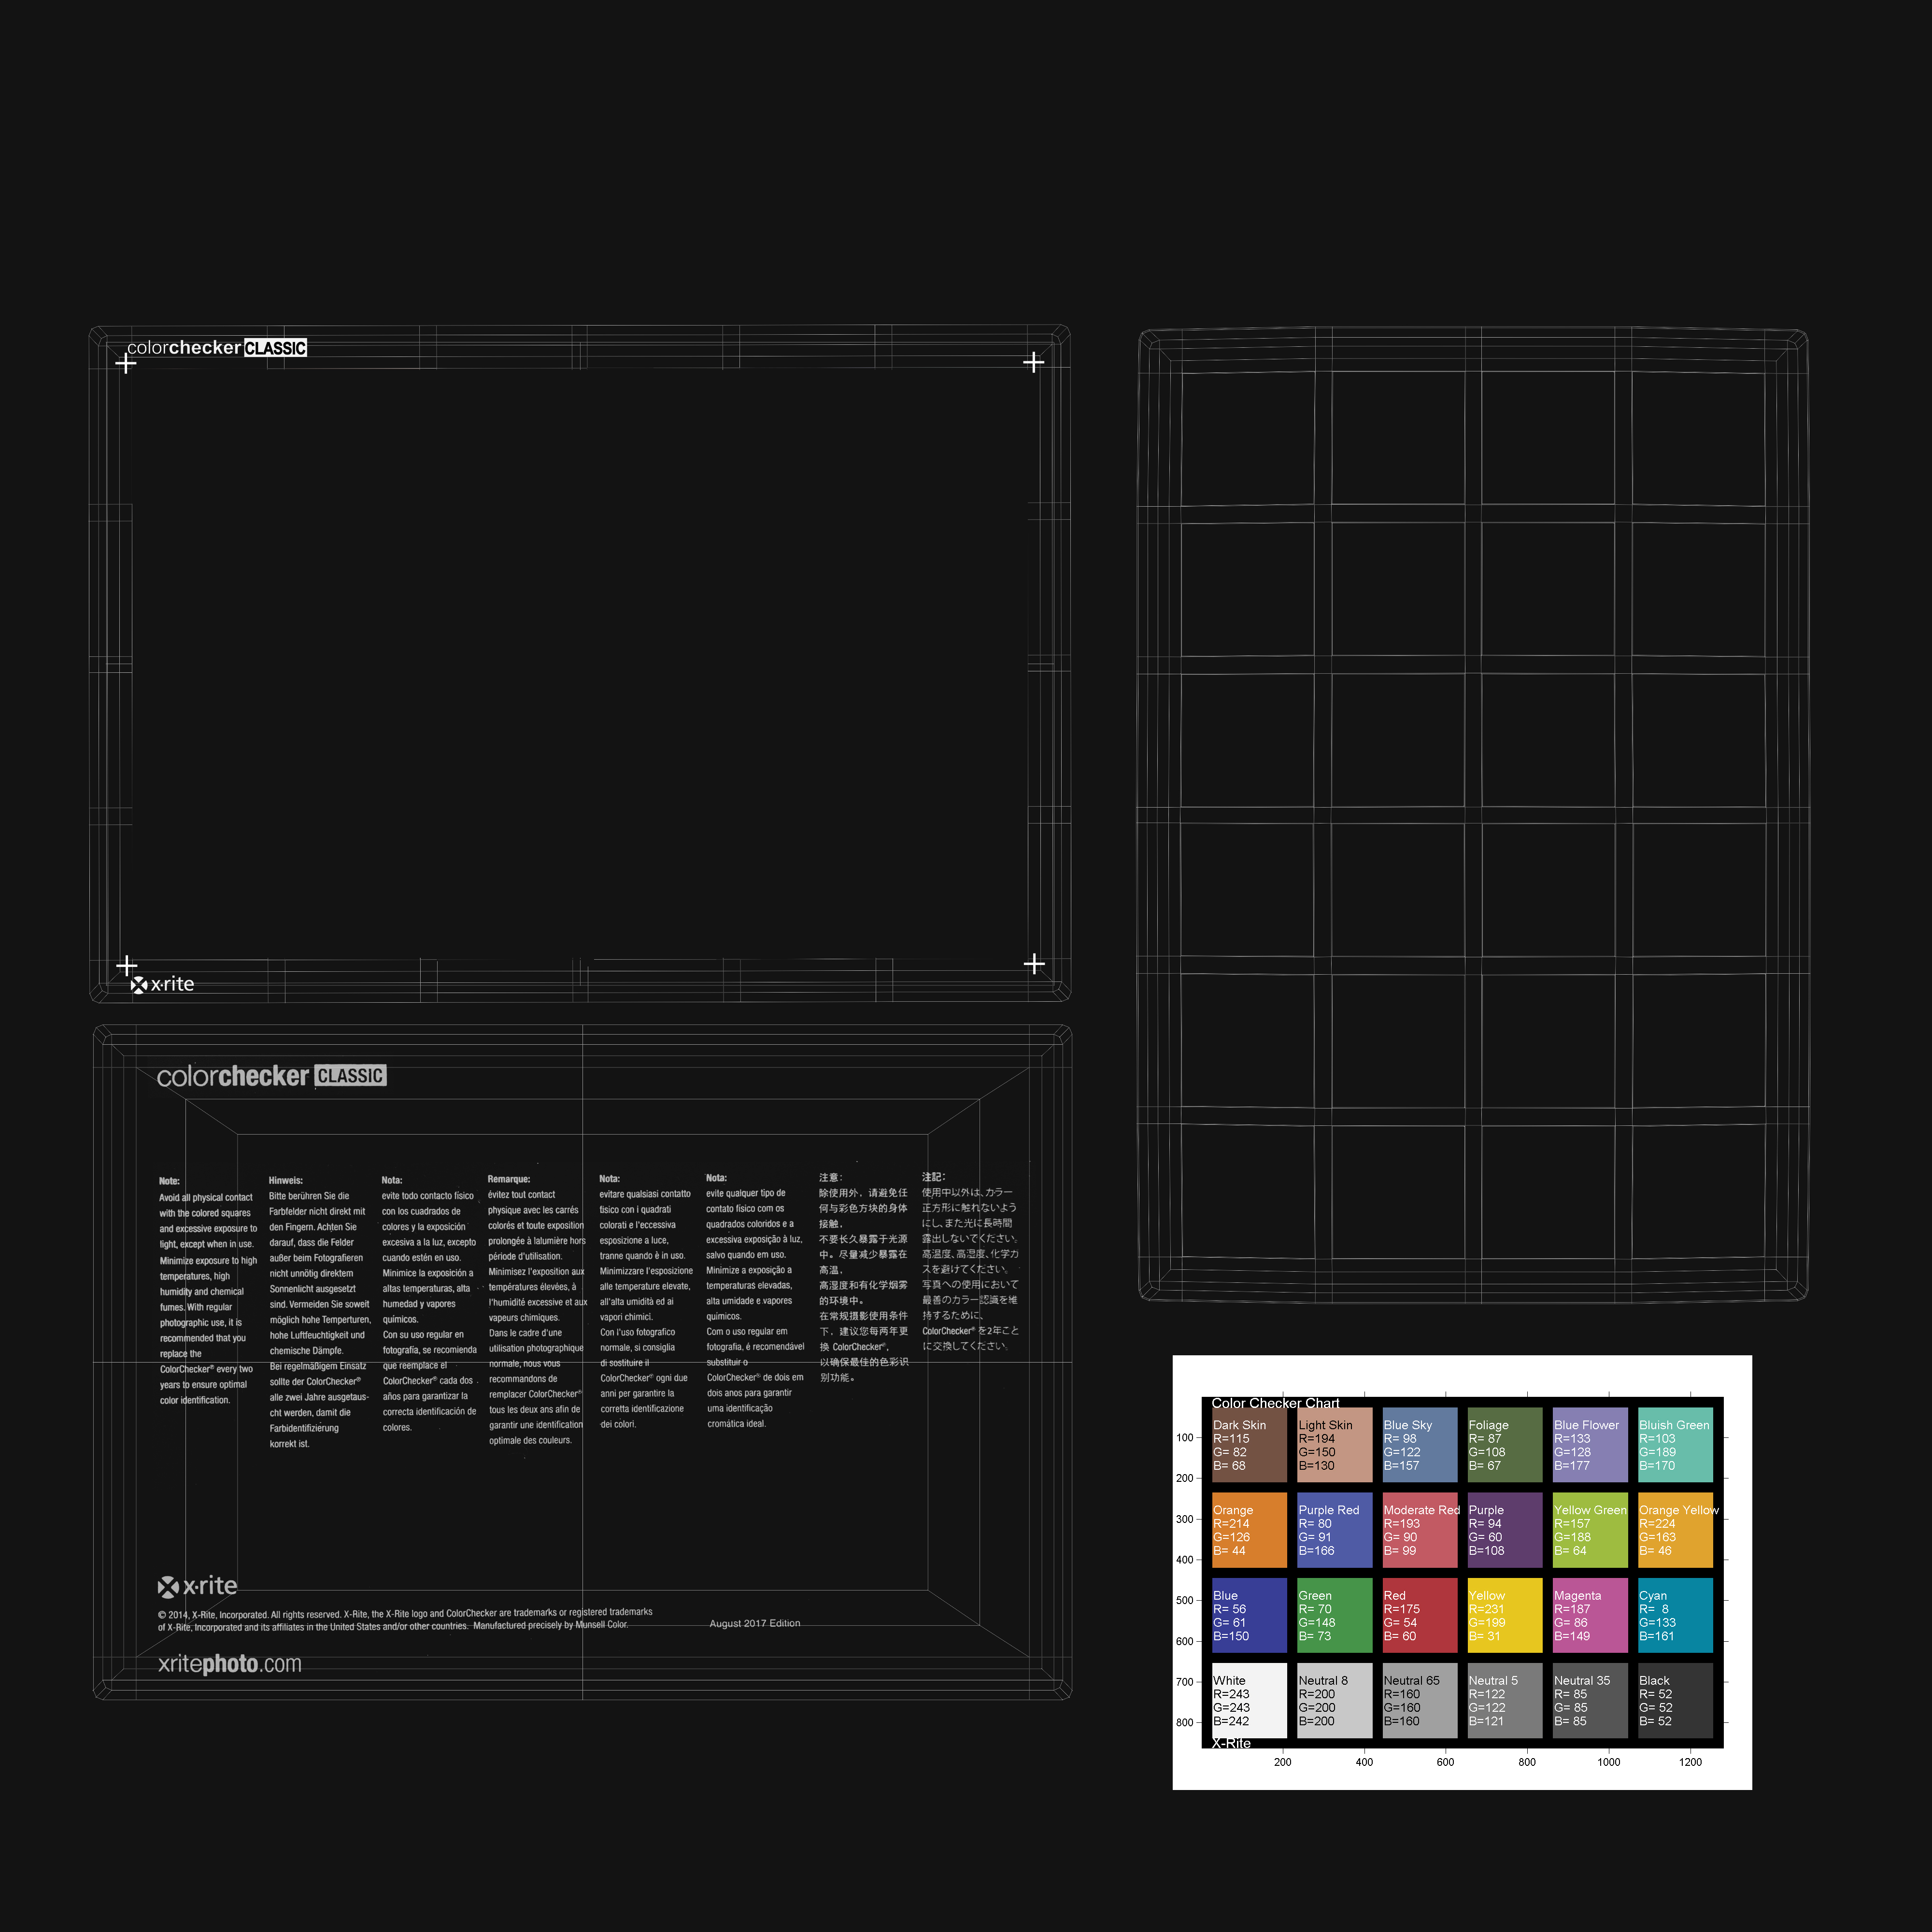 colorchecker CLASSIC
x·rite
colorchecker CLASSIC
Note:
Avoid all physical contact
with the colored squares
and excessive exposure to
light, except when in use.
Minimize exposure to high
temperatures, high
humidity and chemical
fumes. With regular
photographic use, it is
recommended that you
replace the
ColorChecker® every two
years to ensure optimal
color identification.
Hinweis:
Bitte berühren Sie die
Farbfelder nicht direkt mit
den Fingern. Achten Sie
darauf, dass die Felder
außer beim Fotografieren
nicht unnötig direktem
Sonnenlicht ausgesetzt
sind. Vermeiden Sie soweit
möglich hohe Temperturen,
hohe Luftfeuchtigkeit und
chemische Dämpfe.
Bei regelmäßigem Einsatz
sollte der ColorChecker®
alle zwei Jahre ausgetaus-
cht werden, damit die
Farbidentifizierung
korrekt ist.
Nota:
evite todo contacto físico
con los cuadrados de
colores y la exposición
excesiva a la luz, excepto
cuando estén en uso.
Minimice la exposición a
altas temperaturas, alta
humedad y vapores
químicos.
Con su uso regular en
fotografía, se recomienda
que reemplace el
ColorChecker® cada dos
años para garantizar la
correcta identificación de
colores.
Remarque:
évitez tout contact
physique avec les carrés
colorés et toute exposition
prolongée à lalumière hors
période d'utilisation.
Minimisez l'exposition aux
températures élevées, à
l'humidité excessive et aux
vapeurs chimiques.
Dans le cadre d'une
utilisation photographique
normale, nous vous
recommandons de
remplacer ColorChecker®
tous les deux ans afin de
garantir une identification
optimale des couleurs.
Nota:
evitare qualsiasi contatto
fisico con i quadrati
colorati e l'eccessiva
esposizione a luce,
tranne quando è in uso.
Minimizzare l'esposizione
alle temperature elevate,
all'alta umidità ed ai
vapori chimici.
Con l'uso fotografico
normale, si consiglia
di sostituire il
ColorChecker® ogni due
anni per garantire la
corretta identificazione
dei colori.
Nota:
evite qualquer tipo de
contato físico com os
quadrados coloridos e a
excessiva exposição à luz,
salvo quando em uso.
Minimize a exposição a
temperaturas elevadas,
alta umidade e vapores
químicos.
Com o uso regular em
fotografia, é recomendável
substituir o
ColorChecker® de dois em
dois anos para garantir
uma identificação
cromática ideal.
注意：
除使用外，请避免任
何与彩色方块的身体
接触，
不要长久暴露于光源
中。尽量减少暴露在
高温，
高湿度和有化学烟雾
的环境中。
在常规摄影使用条件
下，建议您每两年更
换 ColorChecker®，
以确保最佳的色彩识
别功能。
注記：
使用中以外は、カラー
正方形に触れないよう
にし、また光に長時間
露出しないでください。
高温度、高湿度、化学ガ
スを避けてください。
写真への使用において
最善のカラー認識を維
持するために、
ColorChecker® を2年こと
に交換してください。
x·rite
© 2014, X-Rite, Incorporated. All rights reserved. X-Rite, the X-Rite logo and ColorChecker are trademarks or registered trademarks
of X-Rite, Incorporated and its affiliates in the United States and/or other countries. Manufactured precisely by Munsell Color.
August 2017 Edition
xritephoto.com
Color Checker Chart
Dark Skin
R=115
G= 82
B= 68
Light Skin
R=194
G=150
B=130
Blue Sky
R= 98
G=122
B=157
Foliage
R= 87
G=108
B= 67
Blue Flower
R=133
G=128
B=177
Bluish Green
R=103
G=189
B=170
Orange
R=214
G=126
B= 44
Purple Red
R= 80
G= 91
B=166
Moderate Red
R=193
G= 90
B= 99
Purple
R= 94
G= 60
B=108
Yellow Green
R=157
G=188
B= 64
Orange Yellow
R=224
G=163
B= 46
Blue
R= 56
G= 61
B=150
Green
R= 70
G=148
B= 73
Red
R=175
G= 54
B= 60
Yellow
R=231
G=199
B= 31
Magenta
R=187
G= 86
B=149
Cyan
R=  8
G=133
B=161
White
R=243
G=243
B=242
Neutral 8
R=200
G=200
B=200
Neutral 65
R=160
G=160
B=160
Neutral 5
R=122
G=122
B=121
Neutral 35
R= 85
G= 85
B= 85
Black
R= 52
G= 52
B= 52
X-Rite
100
200
300
400
500
600
700
800
200
400
600
800
1000
1200